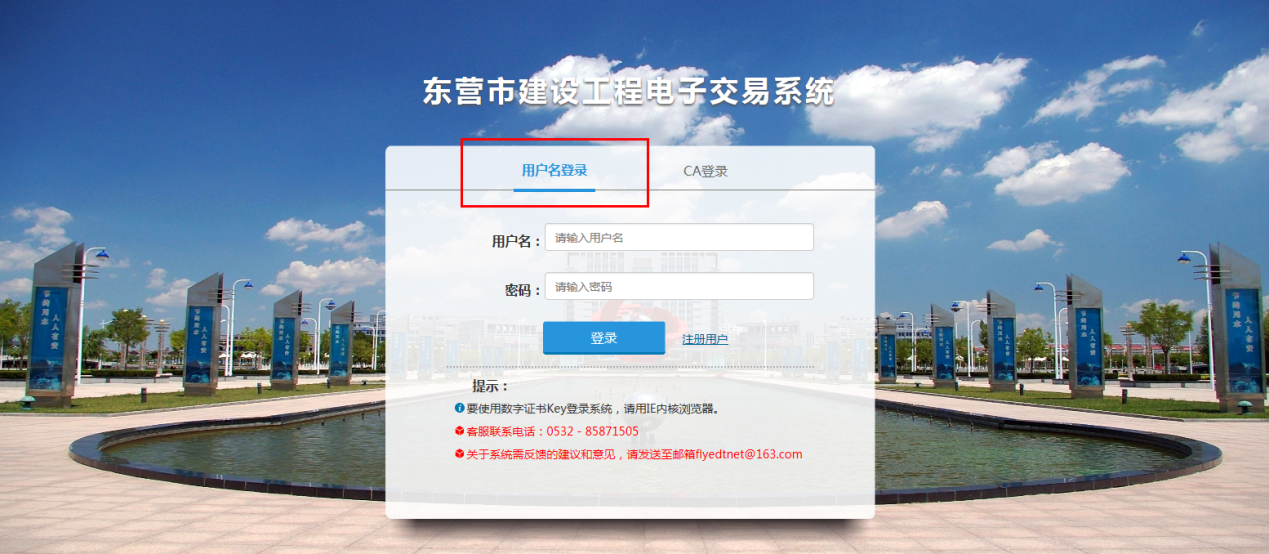 东营市建设工程电子交易系统
用户名登录 CA登录
用户名： 请输入用户名
密码： 请输入密码
登录 注册用户
提示：
要使用数字证书Key登录系统，请用IE内核浏览器。
客服联系电话：0532 - 85871505
关于系统需反馈的建议和意见，请发送至邮箱flyedtnet@163.com